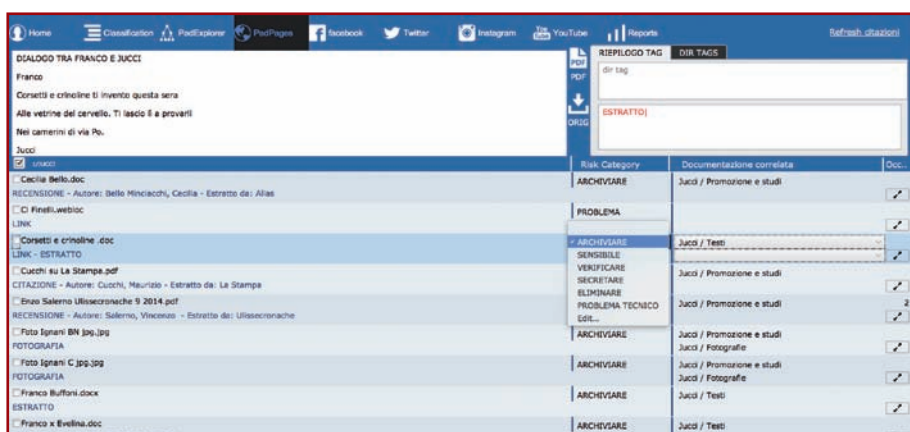 Home Classification PadExplorer PadPages facebook Twitter Instagram You Tube YouTube Reports Refresh citazioni
DIALOGO TRA FRANCO E JUCCI
Franco
Corsetti e crinoline ti invento questa sera
Alle vetrine del cervello. Ti lascio lì a provarli
Nei camerini di via Po.
Jucci
PDF
PDF
ORIG
RIEPILOGO TAG DIR TAGS
dir tag
ESTRATTO
Risk Category Documentazione correlata Occ..
Cecilia Bello.doc ARCHIVIARE Jucci / Promozione e studi
RECENSIONE - Autore: Bello Minciacchi, Cecilia - Estratto da: Alias
Ci Finelli.webloc PROBLEMA
LINK
Corsetti e crinoline .doc Jucci / Testi
LINK - ESTRATTO
ARCHIVIARE
SENSIBILE
VERIFICARE
SECRETARE
ELIMINARE
PROBLEMA TECNICO
Edit...
Cucchi su La Stampa.pdf Jucci / Promozione e studi
CITAZIONE - Autore: Cucchi, Maurizio - Estratto da: La Stampa
Enzo Salerno Ulissecronache 9 2014.pdf Jucci / Promozione e studi 2
RECENSIONE - Autore: Salerno, Vincenzo - Estratto da: Ulissecronache
Foto Ignani BN jpg.jpg ARCHIVIARE Jucci / Promozione e studi
FOTOGRAFIA Jucci / Fotografie
Foto Ignani C jpg.jpg ARCHIVIARE Jucci / Promozione e studi
FOTOGRAFIA Jucci / Fotografie
Franco Buffoni.docx ARCHIVIARE Jucci / Testi
ESTRATTO
Franco x Evelina.doc ARCHIVIARE Jucci / Testi